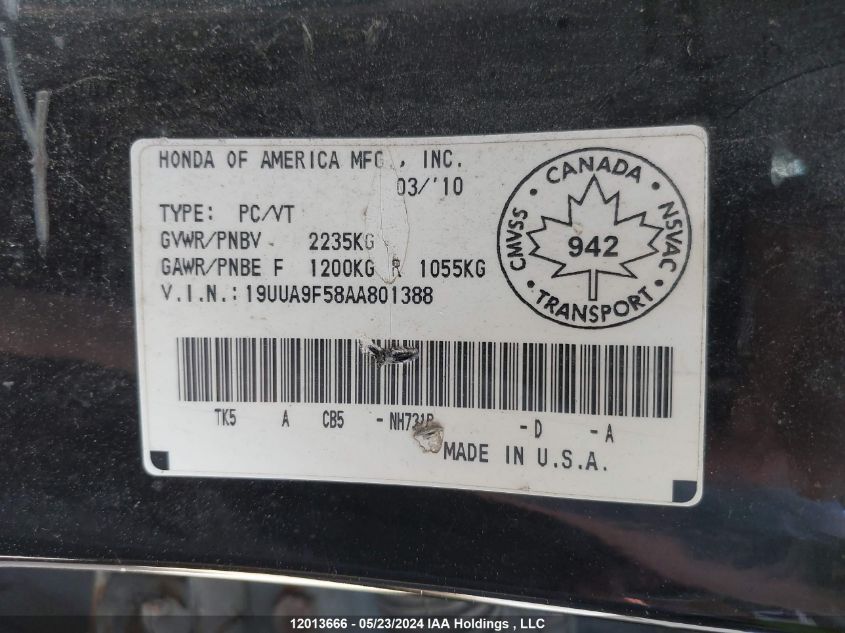 HONDA OF AMERICA MFG., INC.
03/'10
TYPE: PC/VT
GVWR/PNBV 2235KG
GAWR/PNBE F 1200KG R 1055KG
V.I.N.: 19UUA9F58AA801388
· CANADA ·
CMVSS
NSVAC
942
· TRANSPORT ·
TK5 A CB5 - NH731P -D -A
MADE IN U.S.A.
12013666 - 05/23/2024 IAA Holdings , LLC